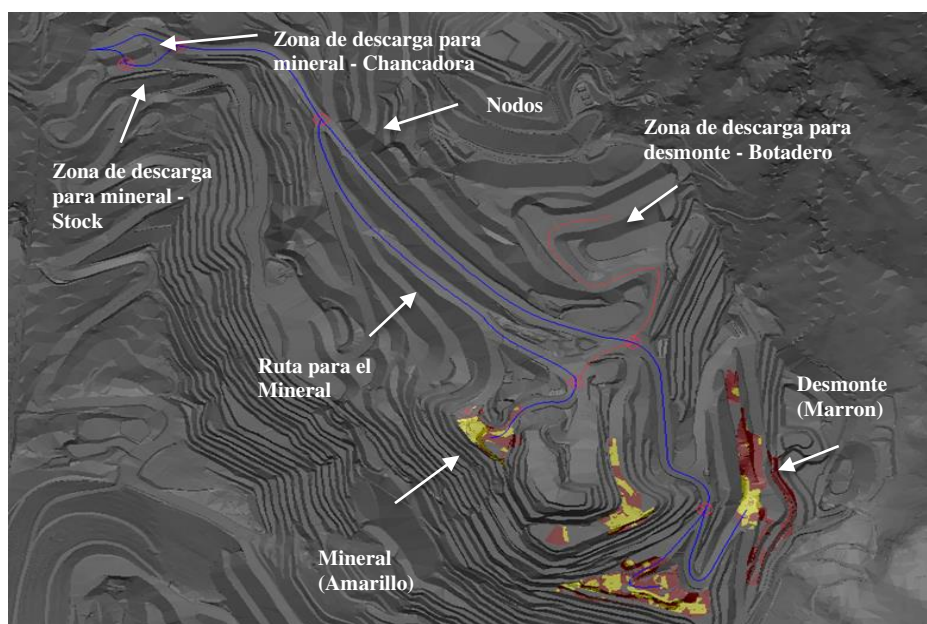 Zona de descarga para
mineral - Chancadora
Nodos
Zona de descarga para
desmonte - Botadero
Zona de descarga
para mineral -
Stock
Ruta para el
Mineral
Desmonte
(Marron)
Mineral
(Amarillo)